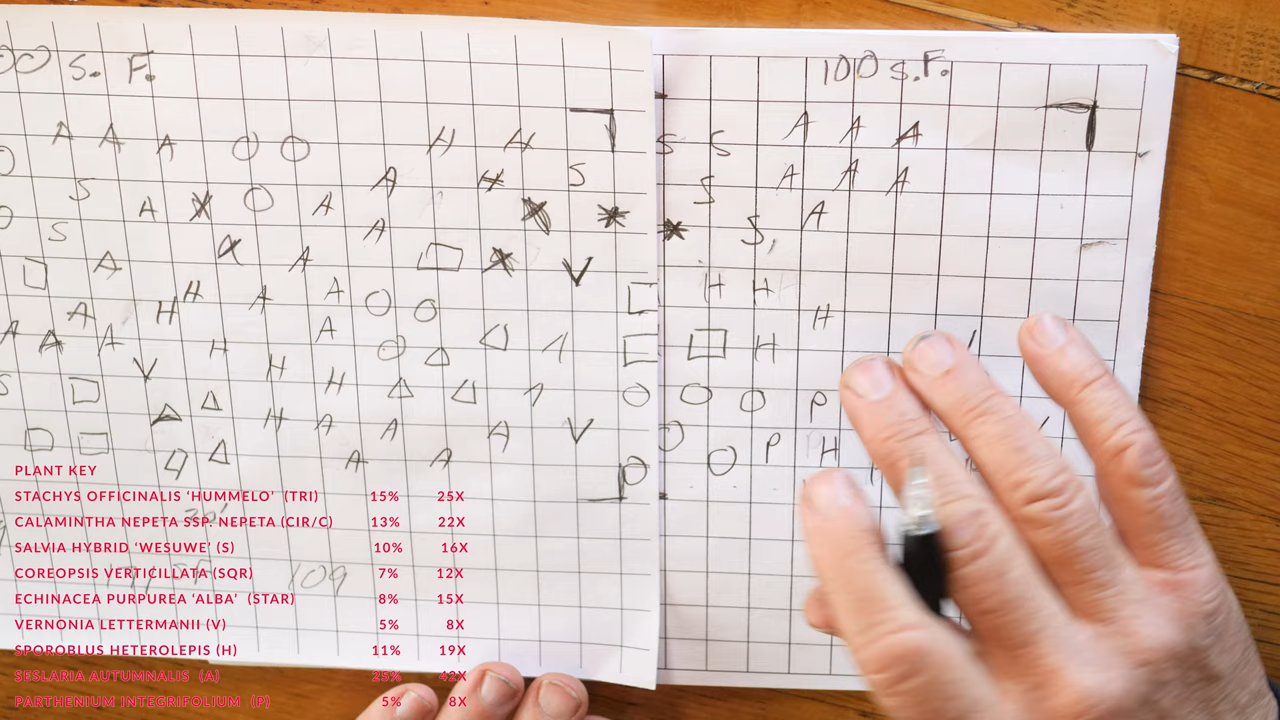 00 S. F.
100 S.F.
A A A O O H H S S A A A
S A O A A H S S A A A
S A A S, A
A H H A A O O H H H
A A A V H H H A O H
S A A O O O P
H A A A V O O P H
A A O
PLANT KEY
STACHYS OFFICINALIS ‘HUMMELO’ (TRI) 15% 25X
CALAMINTHA NEPETA SSP. NEPETA (CIR/C) 13% 22X
SALVIA HYBRID ‘WESUWE’ (S) 10% 16X
COREOPSIS VERTICILLATA (SQR) 7% 12X
ECHINACEA PURPUREA ‘ALBA’ (STAR) 8% 15X
VERNONIA LETTERMANII (V) 5% 8X
SPOROBLUS HETEROLEPIS (H) 11% 19X
SESLARIA AUTUMNALIS (A) 25% 42X
PARTHENIUM INTEGRIFOLIUM (P) 5% 8X
109